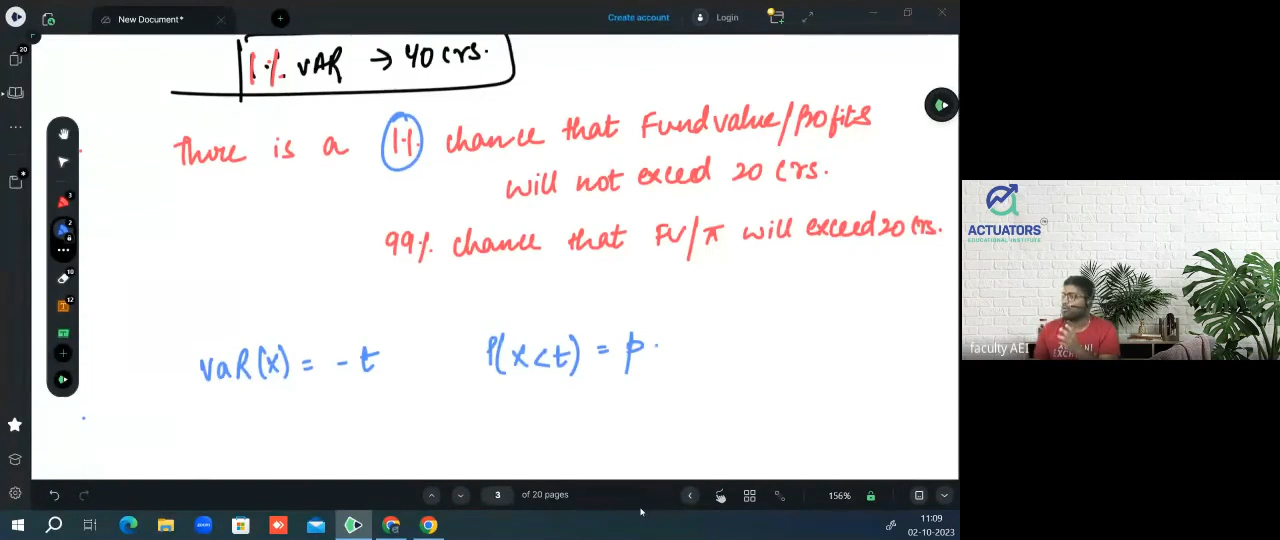 New Document*
Create account
Login
1% VAR → 40 Crs.
There is a 1% chance that Fund value/Profits
will not exceed 20 Crs.
99% chance that FV/π will exceed 20 Crs.
VaR(X) = - t
P(X<t) = p.
ACTUATORS
EDUCATIONAL INSTITUTE
faculty AEI
3 of 20 pages
156%
zoom
11:09
02-10-2023